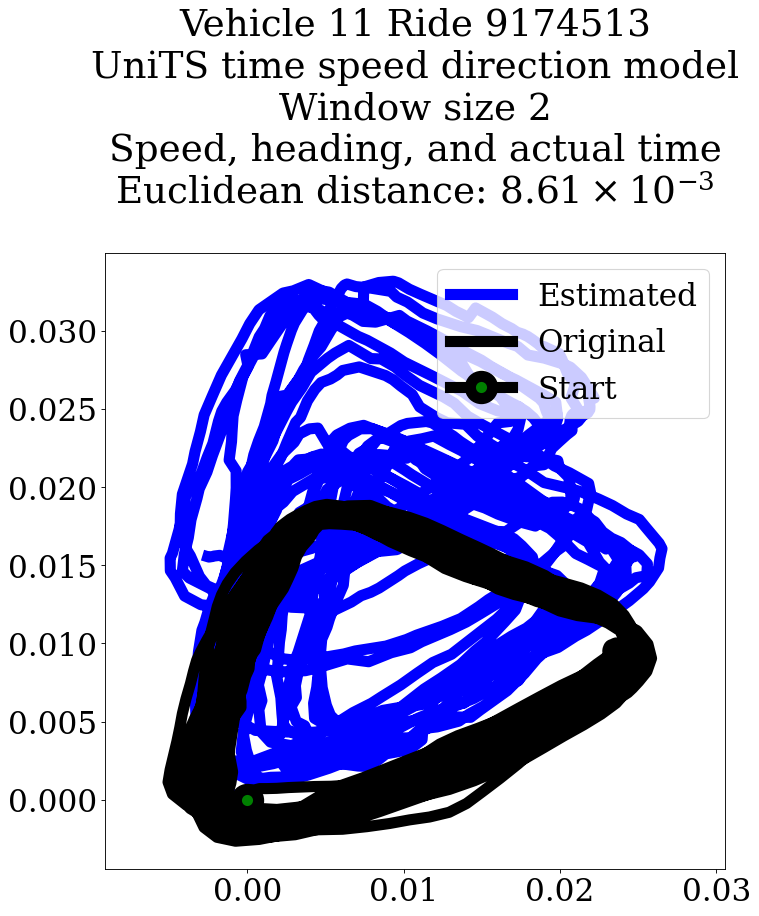 Vehicle 11 Ride 9174513
UniTS time speed direction model
Window size 2
Speed, heading, and actual time
Euclidean distance: 8.61 × 10⁻³
Estimated
Original
Start
0.030
0.025
0.020
0.015
0.010
0.005
0.000
0.00 0.01 0.02 0.03